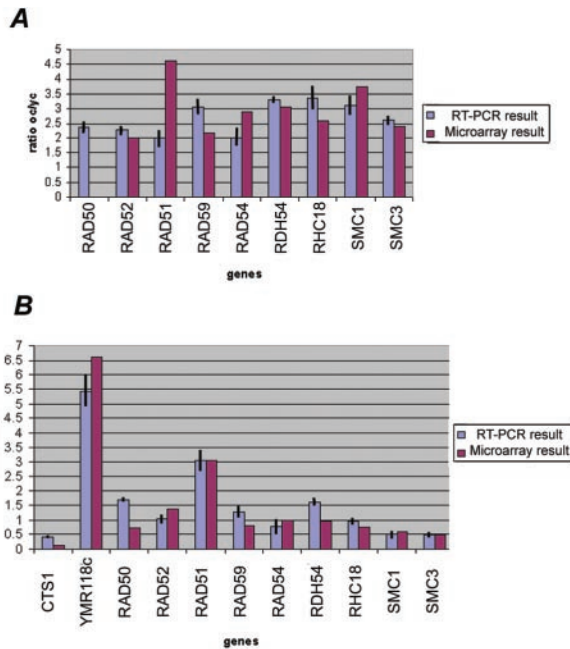 A
5
4.5
4
3.5
3
2.5
2
1.5
1
0.5
0
ratio oc/yc
RAD50
RAD52
RAD51
RAD59
RAD54
RDH54
RHC18
SMC1
SMC3
genes
RT-PCR result
Microarray result
B
7
6.5
6
5.5
5
4.5
4
3.5
3
2.5
2
1.5
1
0.5
0
CTS1
YMR118c
RAD50
RAD52
RAD51
RAD59
RAD54
RDH54
RHC18
SMC1
SMC3
genes
RT-PCR result
Microarray result